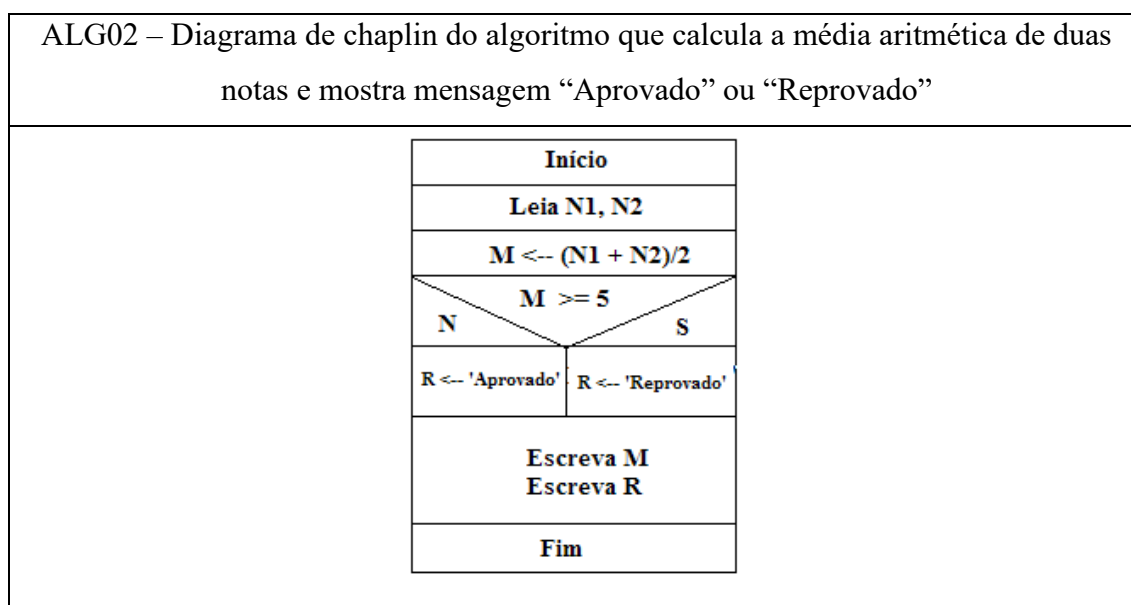 ALG02 – Diagrama de chaplin do algoritmo que calcula a média aritmética de duas
notas e mostra mensagem “Aprovado” ou “Reprovado”
Início
Leia N1, N2
M <-- (N1 + N2)/2
M >= 5
N S
R <-- 'Aprovado' R <-- 'Reprovado'
Escreva M
Escreva R
Fim